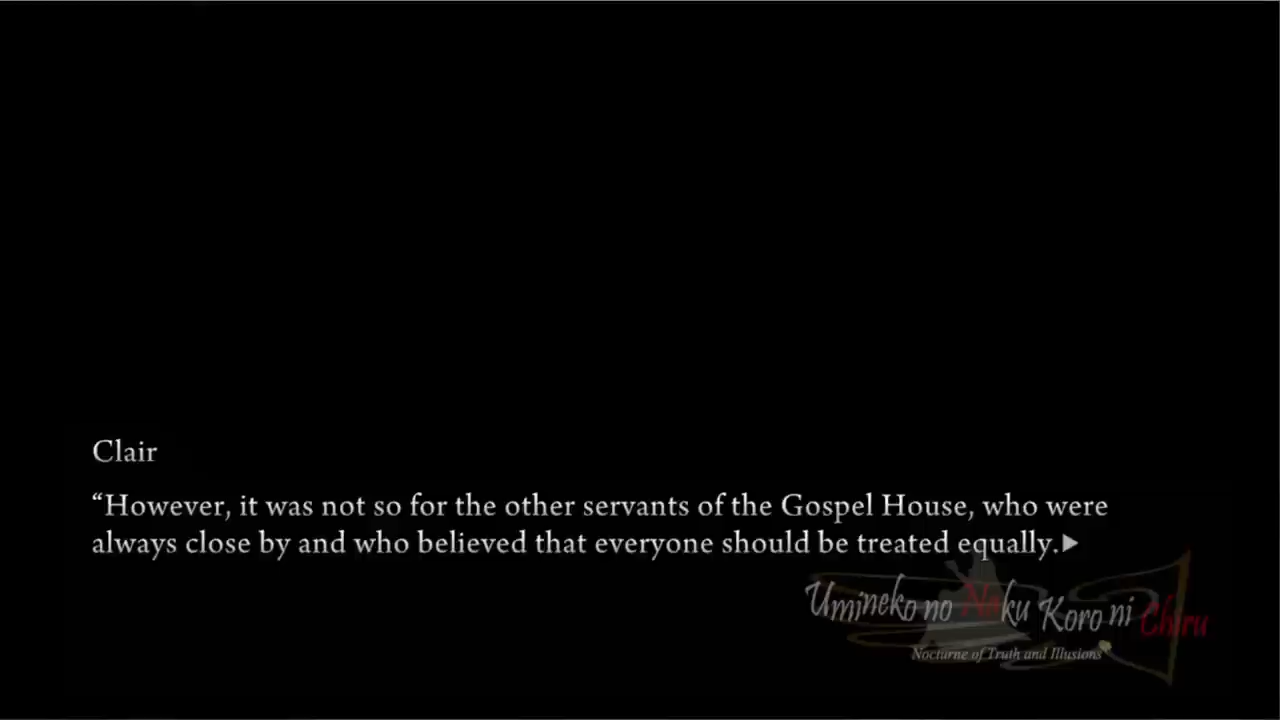 Clair
“However, it was not so for the other servants of the Gospel House, who were
always close by and who believed that everyone should be treated equally.
Umineko no Naku Koro ni Chiru
Nocturne of Truth and Illusions